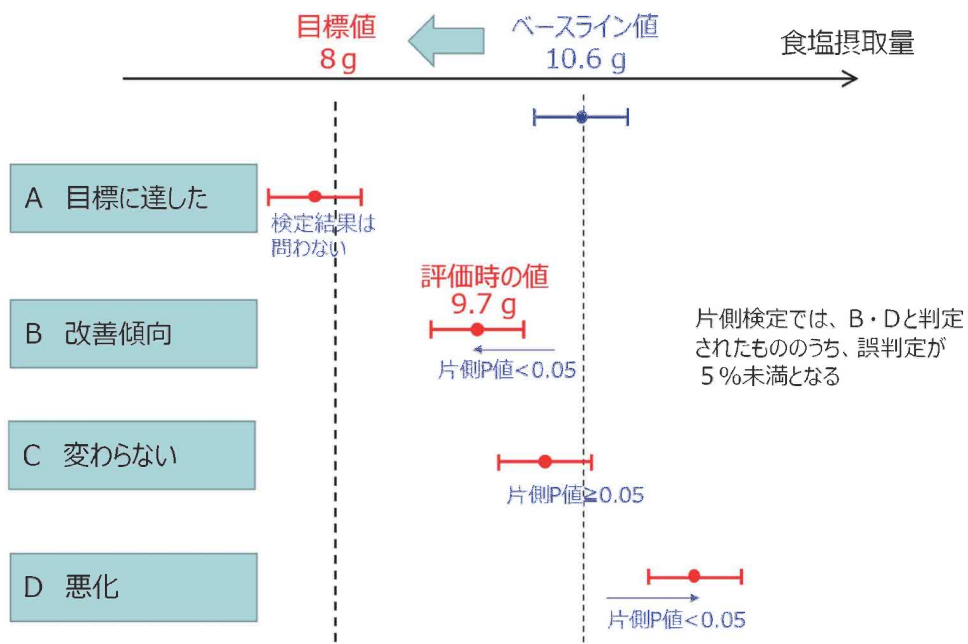 目標値
8 g
ベースライン値
10.6 g
食塩摂取量
A 目標に達した
検定結果は
問わない
評価時の値
9.7 g
B 改善傾向
片側P値<0.05
片側検定では、B・Dと判定
されたもののうち、誤判定が
5%未満となる
C 変わらない
片側P値≧0.05
D 悪化
片側P値<0.05